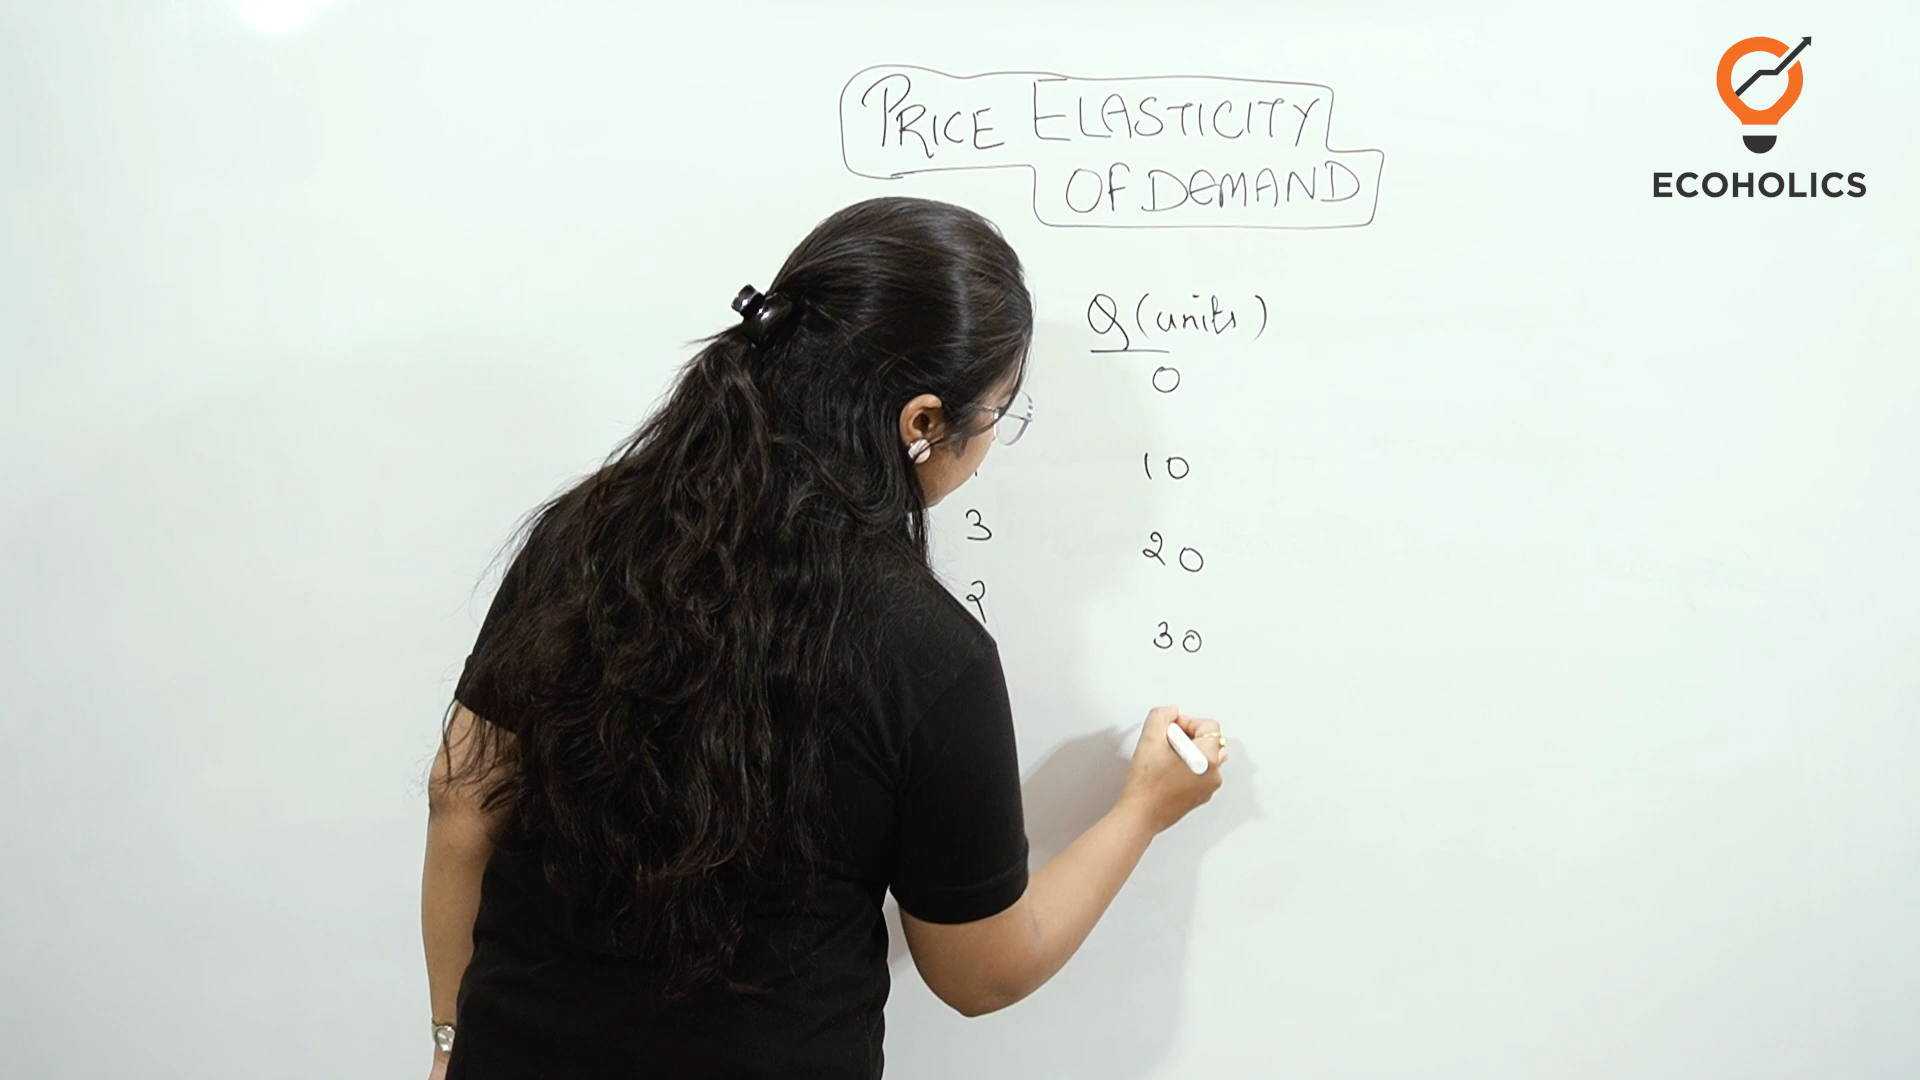 PRICE ELASTICITY
OF DEMAND
ECOHOLICS
Q (units)
0
10
3
20
2
30